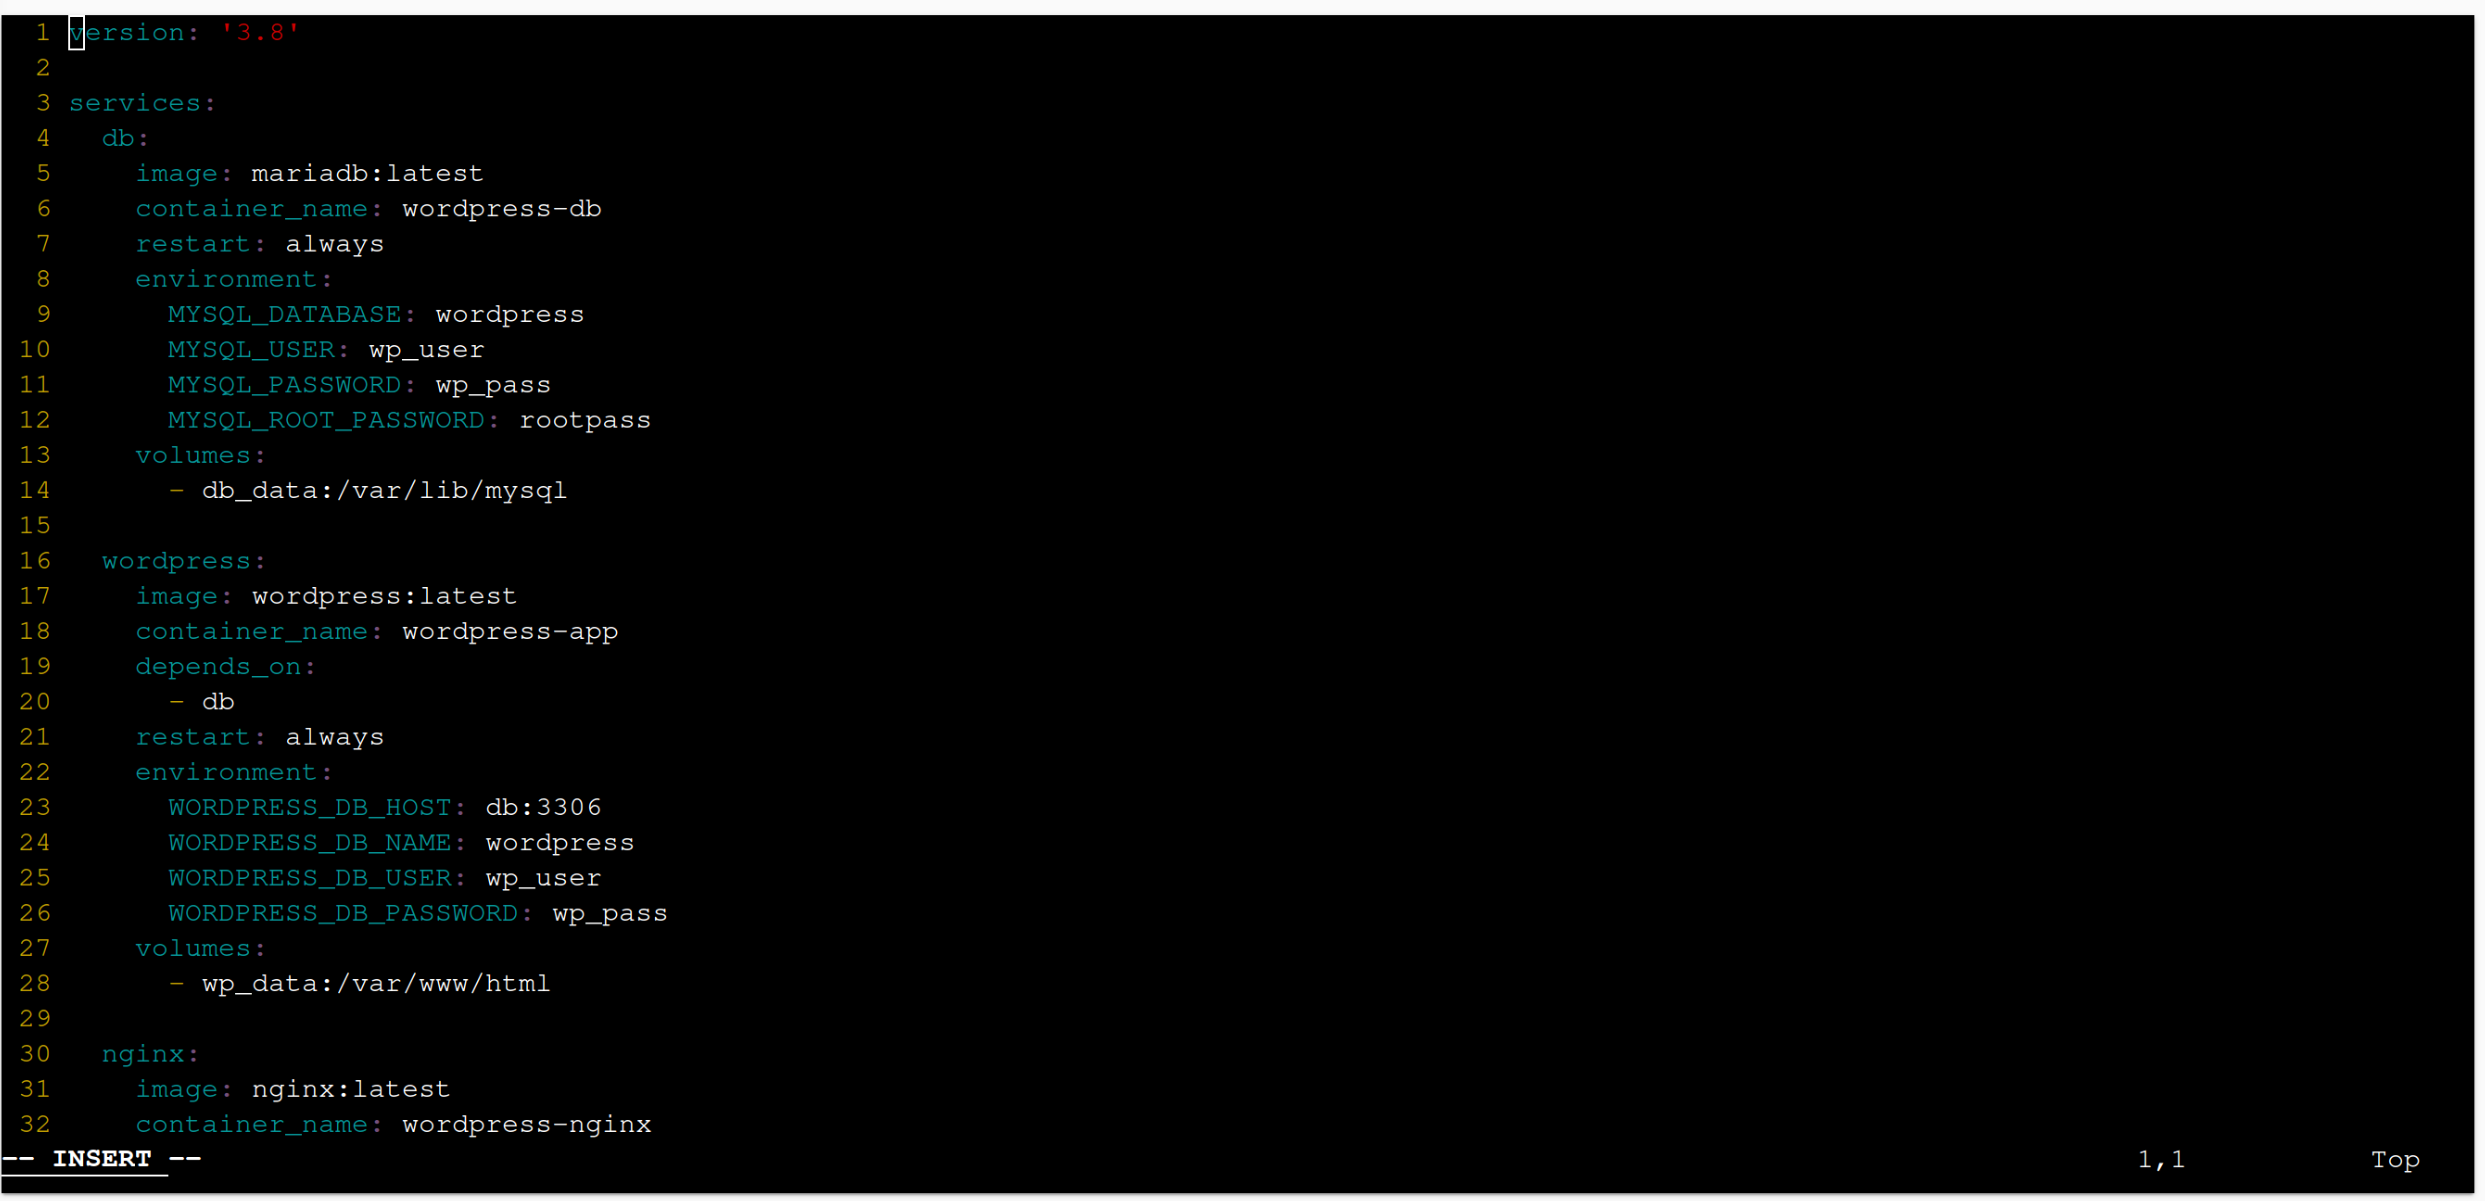 1 version: '3.8'
2
3 services:
4   db:
5     image: mariadb:latest
6     container_name: wordpress-db
7     restart: always
8     environment:
9       MYSQL_DATABASE: wordpress
10       MYSQL_USER: wp_user
11       MYSQL_PASSWORD: wp_pass
12       MYSQL_ROOT_PASSWORD: rootpass
13     volumes:
14       - db_data:/var/lib/mysql
15
16   wordpress:
17     image: wordpress:latest
18     container_name: wordpress-app
19     depends_on:
20       - db
21     restart: always
22     environment:
23       WORDPRESS_DB_HOST: db:3306
24       WORDPRESS_DB_NAME: wordpress
25       WORDPRESS_DB_USER: wp_user
26       WORDPRESS_DB_PASSWORD: wp_pass
27     volumes:
28       - wp_data:/var/www/html
29
30   nginx:
31     image: nginx:latest
32     container_name: wordpress-nginx
-- INSERT -- 1,1 Top